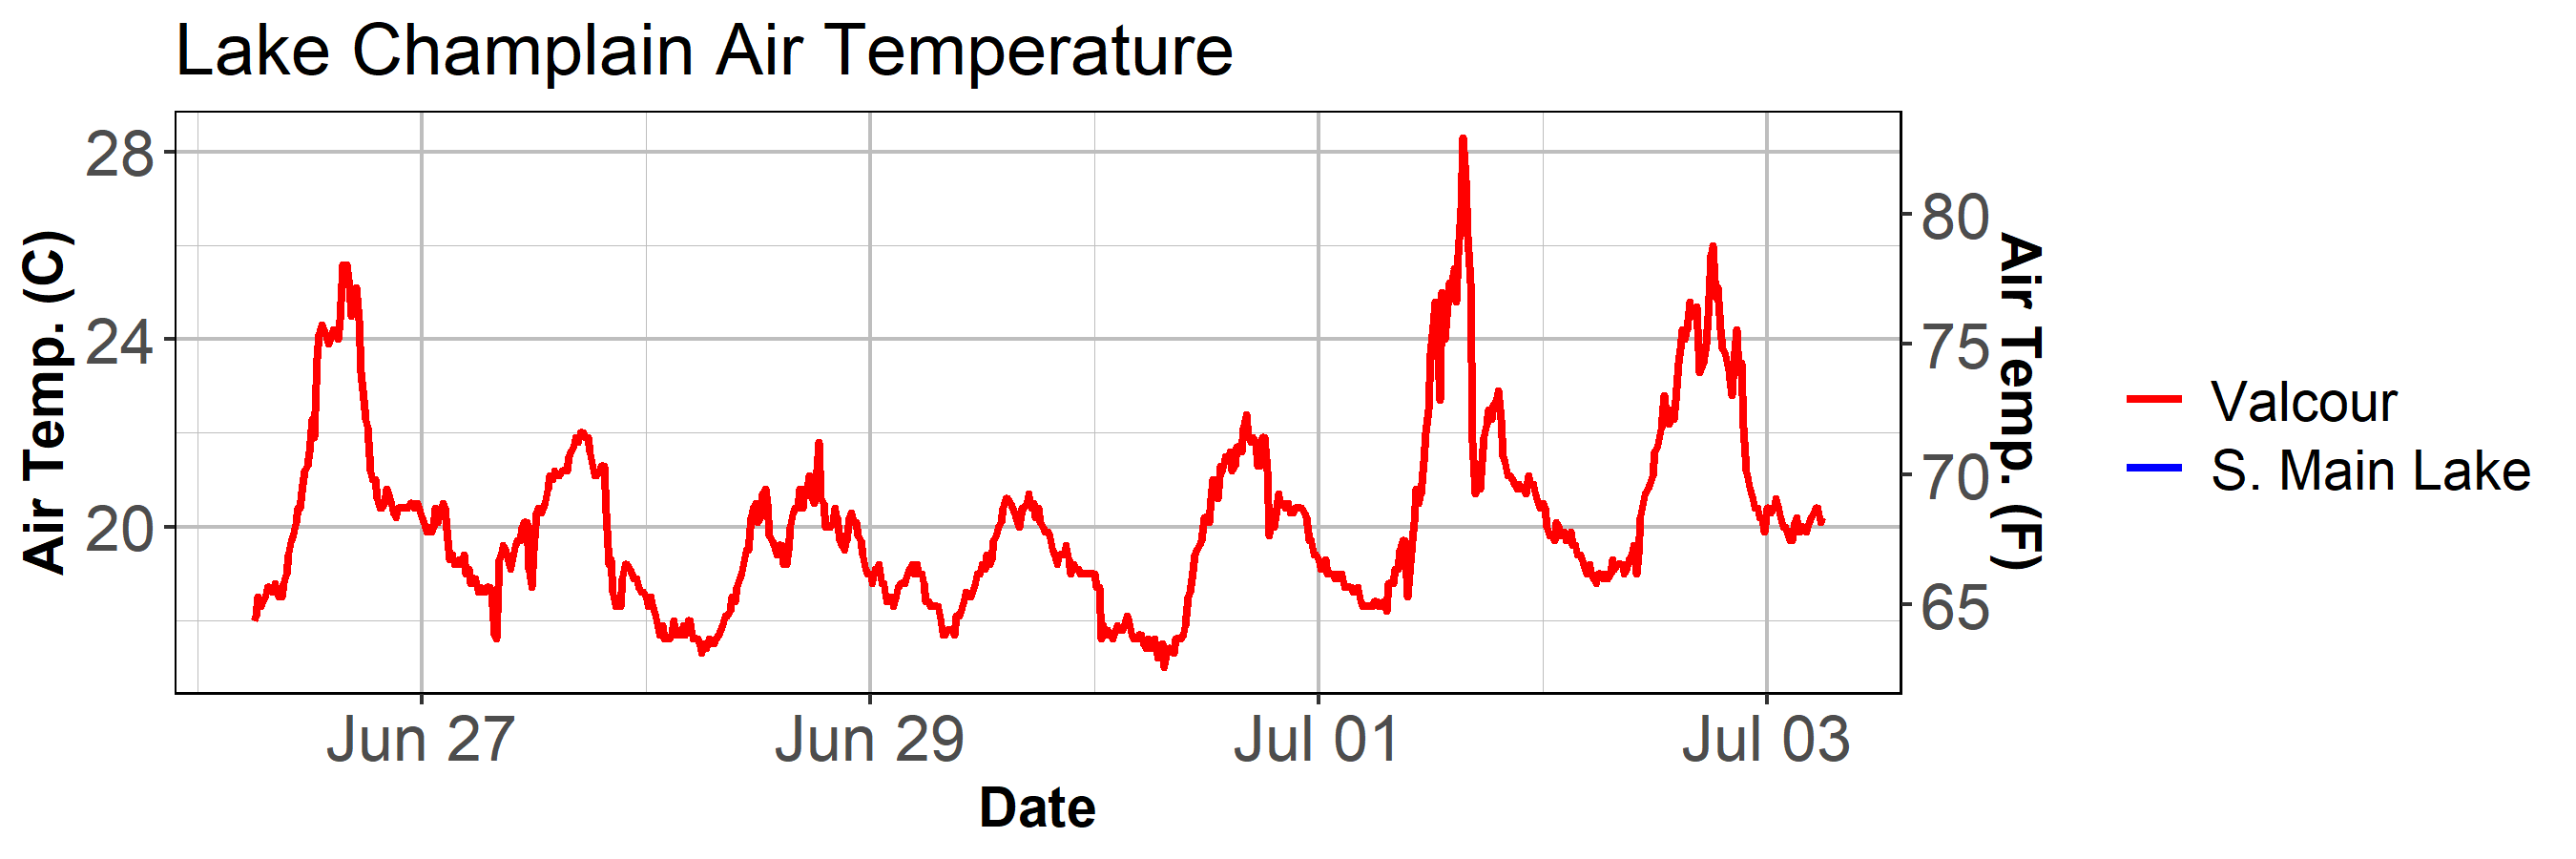 Lake Champlain Air Temperature
28
24
20
Air Temp. (C)
80
75
70
65
Air Temp. (F)
Valcour
S. Main Lake
Jun 27
Jun 29
Jul 01
Jul 03
Date